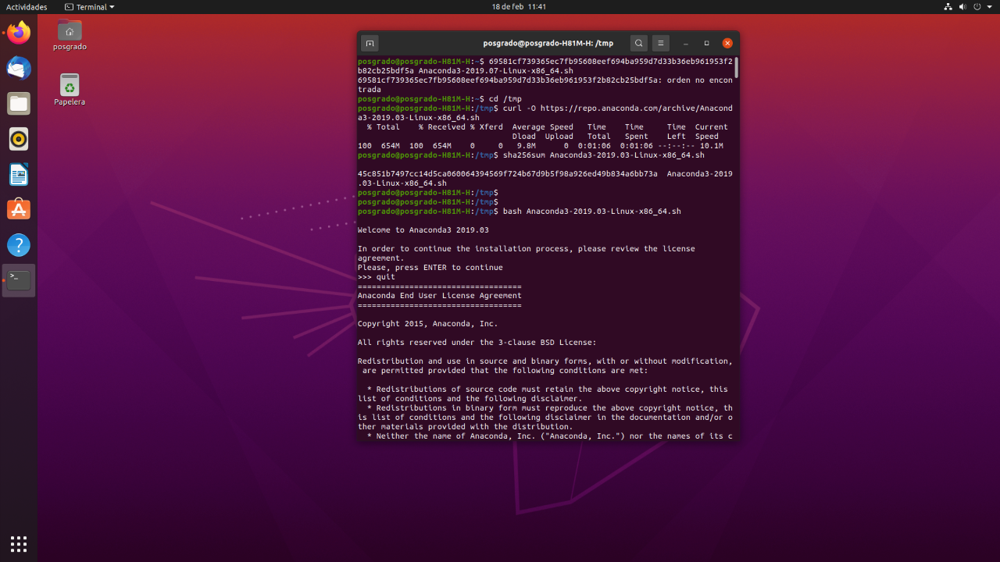 Actividades
Terminal
18 de feb 11:41
posgrado
Papelera
posgrado@posgrado-H81M-H: /tmp
posgrado@posgrado-H81M-H:~$ 69581cf739365ec7fb95608eef694ba959d7d33b36eb961953f2
b82cb25bdf5a Anaconda3-2019.07-Linux-x86_64.sh
69581cf739365ec7fb95608eef694ba959d7d33b36eb961953f2b82cb25bdf5a: orden no encon
trada
posgrado@posgrado-H81M-H:~$ cd /tmp
posgrado@posgrado-H81M-H:/tmp$ curl -O https://repo.anaconda.com/archive/Anacond
a3-2019.03-Linux-x86_64.sh
  % Total    % Received % Xferd  Average Speed   Time    Time     Time  Current
                                 Dload  Upload   Total   Spent    Left  Speed
100  654M  100  654M    0     0   9.8M      0  0:01:06  0:01:06 --:--:-- 10.1M
posgrado@posgrado-H81M-H:/tmp$ sha256sum Anaconda3-2019.03-Linux-x86_64.sh
45c851b7497cc14d5ca060064394569f724b67d9b5f98a926ed49b834a6bb73a  Anaconda3-2019
.03-Linux-x86_64.sh
posgrado@posgrado-H81M-H:/tmp$
posgrado@posgrado-H81M-H:/tmp$
posgrado@posgrado-H81M-H:/tmp$ bash Anaconda3-2019.03-Linux-x86_64.sh
Welcome to Anaconda3 2019.03
In order to continue the installation process, please review the license
agreement.
Please, press ENTER to continue
>>> quit
===================================
Anaconda End User License Agreement
===================================
Copyright 2015, Anaconda, Inc.
All rights reserved under the 3-clause BSD License:
Redistribution and use in source and binary forms, with or without modification,
 are permitted provided that the following conditions are met:
  * Redistributions of source code must retain the above copyright notice, this
list of conditions and the following disclaimer.
  * Redistributions in binary form must reproduce the above copyright notice, th
is list of conditions and the following disclaimer in the documentation and/or o
ther materials provided with the distribution.
  * Neither the name of Anaconda, Inc. ("Anaconda, Inc.") nor the names of its c